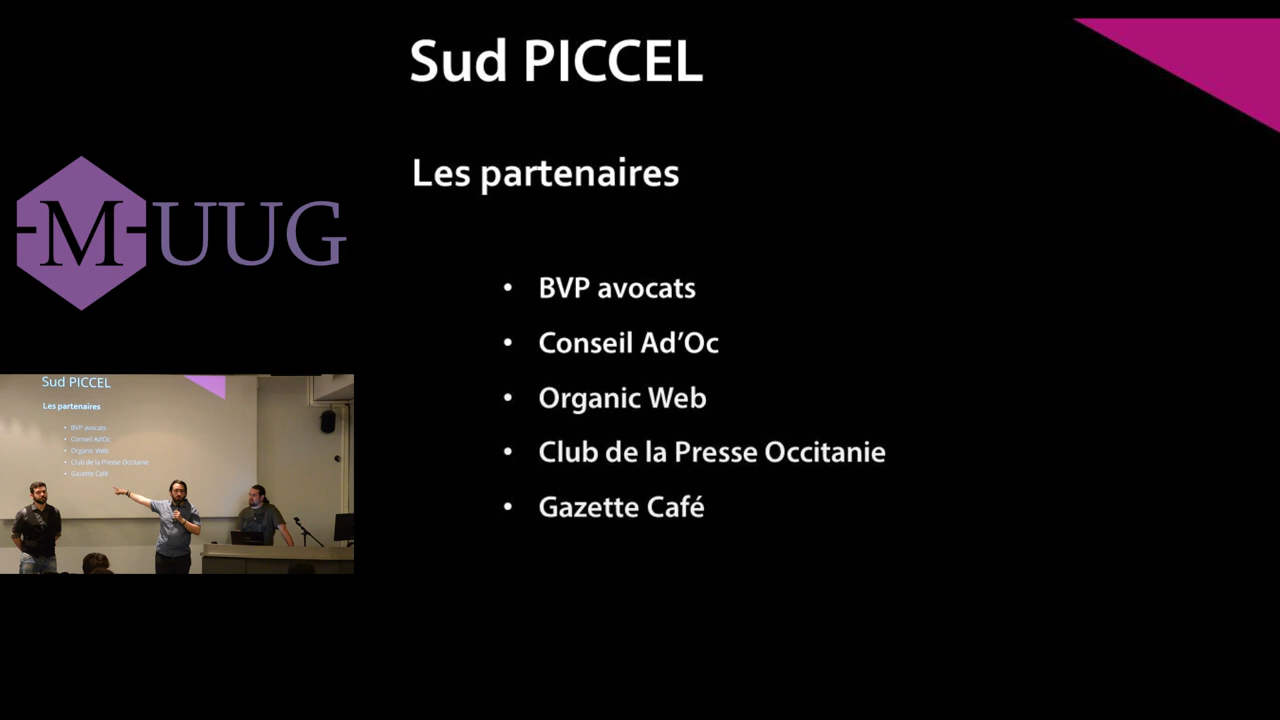 Sud PICCEL
Les partenaires
• BVP avocats
• Conseil Ad’Oc
• Organic Web
• Club de la Presse Occitanie
• Gazette Café
M UUG
Sud PICCEL
Les partenaires
• BVP avocats
• Conseil Ad’Oc
• Organic Web
• Club de la Presse Occitanie
• Gazette Café